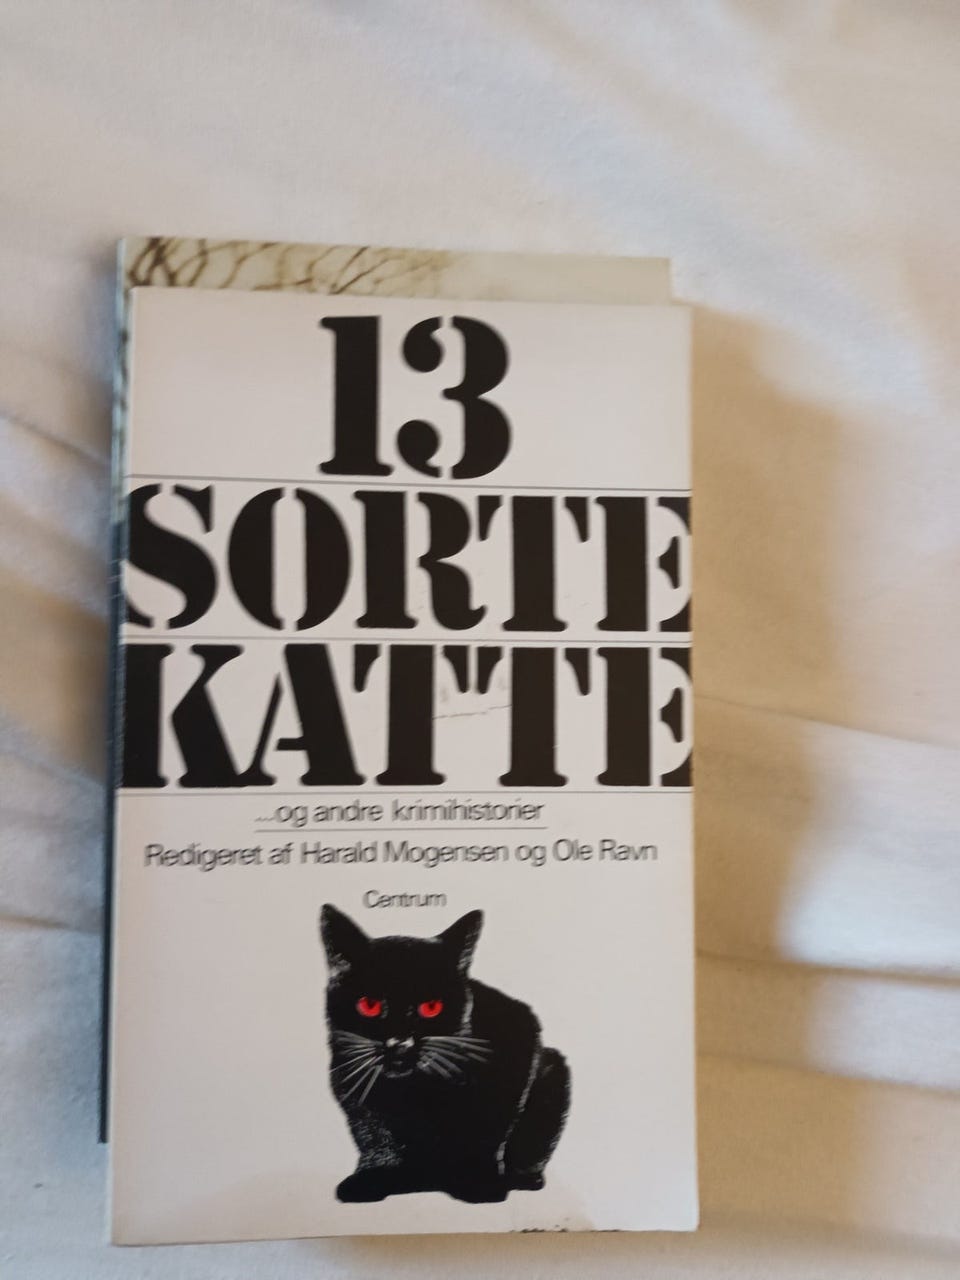 13
SORTE
KATTE
...og andre krimihistorier
Redigeret af Harald Mogensen og Ole Ravn
Centrum